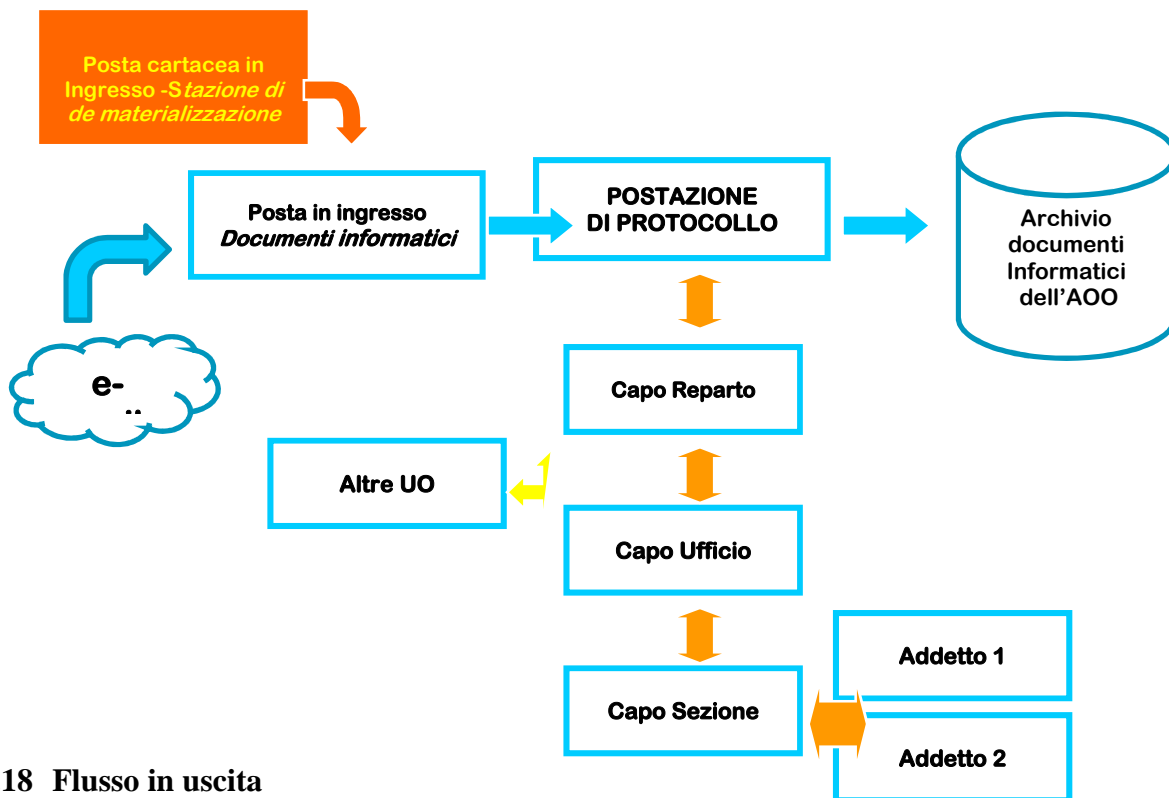 Posta cartacea in
Ingresso -Stazione di
de materializzazione
Posta in ingresso
Documenti informatici
POSTAZIONE
DI PROTOCOLLO
Archivio
documenti
Informatici
dell'AOO
e-
Capo Reparto
Altre UO
Capo Ufficio
Addetto 1
Capo Sezione
Addetto 2
18 Flusso in uscita